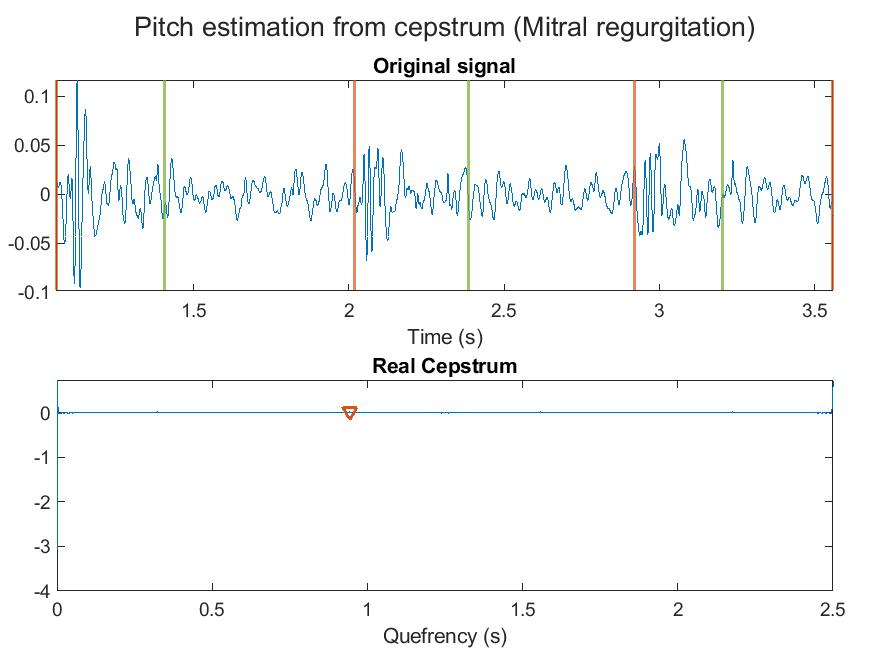 Pitch estimation from cepstrum (Mitral regurgitation)
Original signal
0.1
0.05
0
-0.05
-0.1
1.5 2 2.5 3 3.5
Time (s)
Real Cepstrum
0
-1
-2
-3
-4
0 0.5 1 1.5 2 2.5
Quefrency (s)